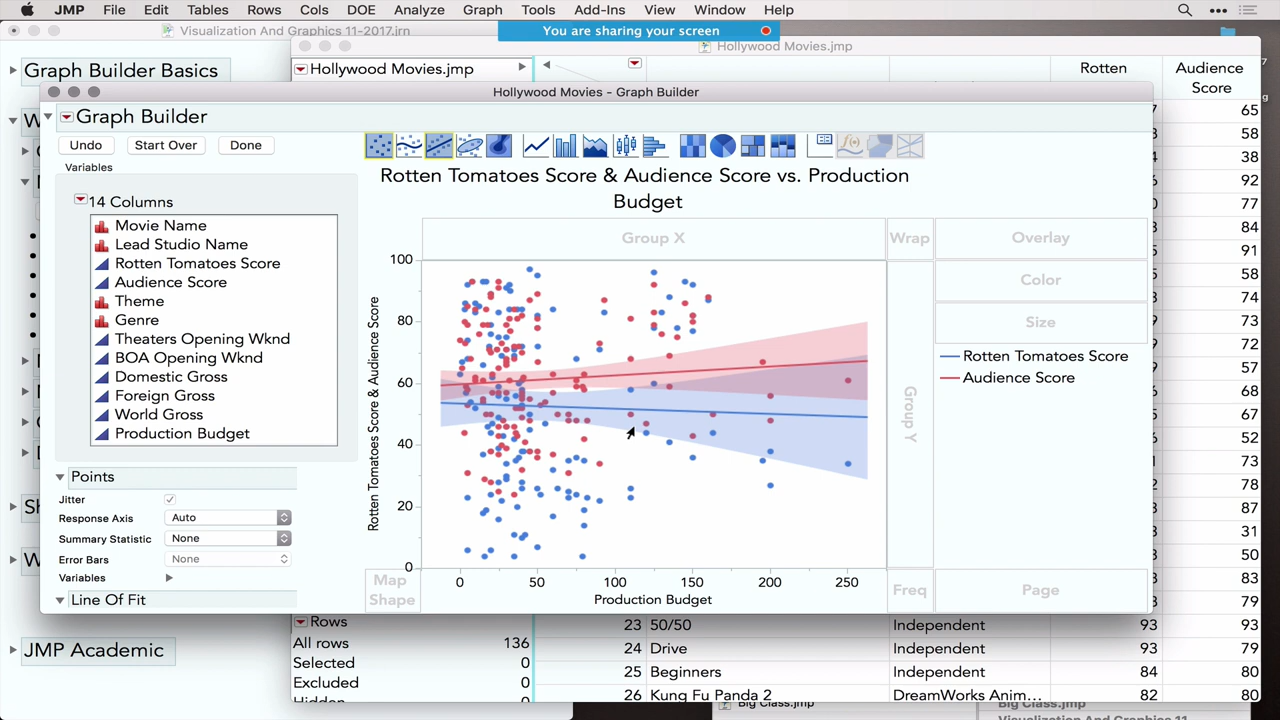 JMP File Edit Tables Rows Cols DOE Analyze Graph Tools Add-Ins View Window Help
You are sharing your screen
Visualization And Graphics 11-2017.jrn
Hollywood Movies.jmp
Graph Builder Basics
Hollywood Movies.jmp
Rotten
Audience Score
Hollywood Movies - Graph Builder
Graph Builder
Undo Start Over Done
Variables
14 Columns
Movie Name
Lead Studio Name
Rotten Tomatoes Score
Audience Score
Theme
Genre
Theaters Opening Wknd
BOA Opening Wknd
Domestic Gross
Foreign Gross
World Gross
Production Budget
Points
Jitter
Response Axis Auto
Summary Statistic None
Error Bars None
Variables
Line Of Fit
Rotten Tomatoes Score & Audience Score vs. Production
Budget
Group X
Wrap
Overlay
Color
Size
Rotten Tomatoes Score
Audience Score
Group Y
Rotten Tomatoes Score & Audience Score
100
80
60
40
20
0
0 50 100 150 200 250
Production Budget
Map Shape
Freq
Page
65
58
38
92
77
84
91
58
74
73
72
57
68
67
52
73
78
87
31
50
83
79
Rows
All rows 136
Selected 0
Excluded 0
23 50/50 Independent 93 93
24 Drive Independent 93 79
25 Beginners Independent 84 80
26 Kung Fu Panda 2 DreamWorks Anim... 82 80
JMP Academic
Big Class.jmp